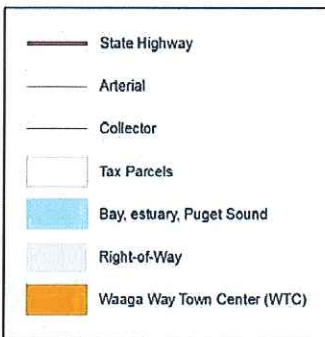 State Highway
Arterial
Collector
Tax Parcels
Bay, estuary, Puget Sound
Right-of-Way
Waaga Way Town Center (WTC)